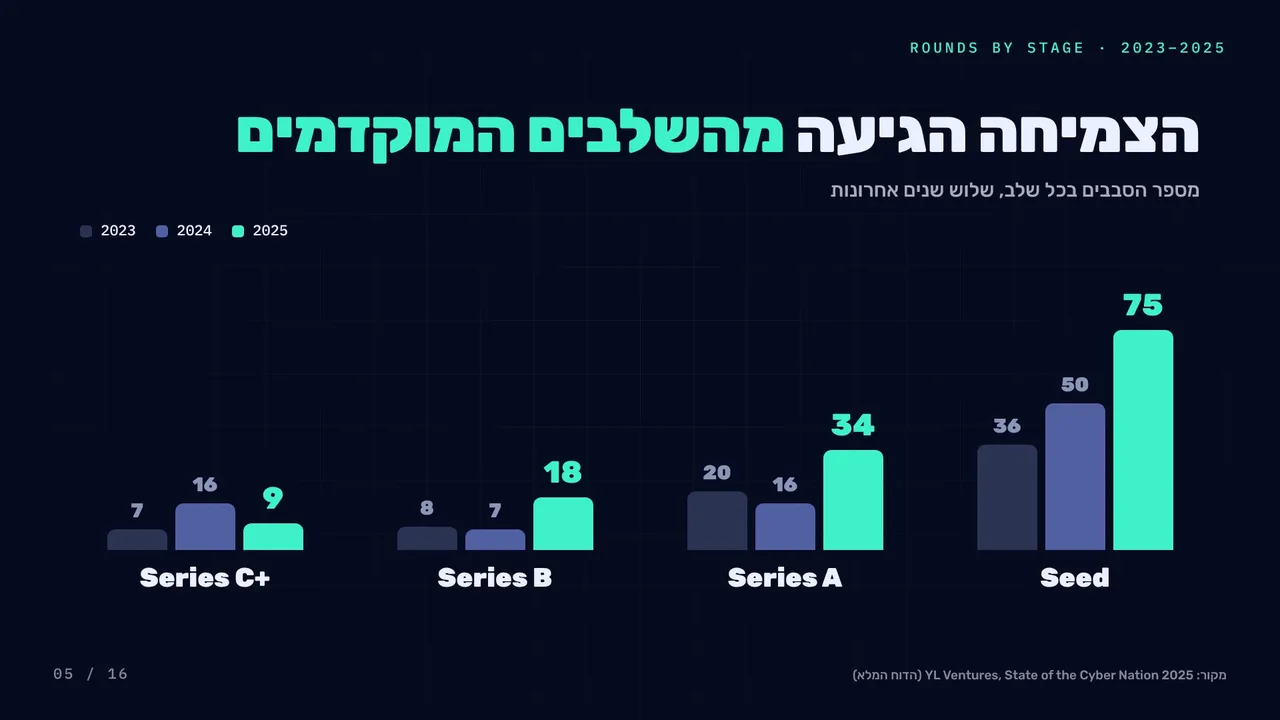 ROUNDS BY STAGE · 2023–2025
הצמיחה הגיעה מהשלבים המוקדמים
מספר הסבבים בכל שלב, שלוש שנים אחרונות
2023 2024 2025
7 16 9
Series C+
8 7 18
Series B
20 16 34
Series A
36 50 75
Seed
05 / 16
מקור: YL Ventures, State of the Cyber Nation 2025 (הדוח המלא)